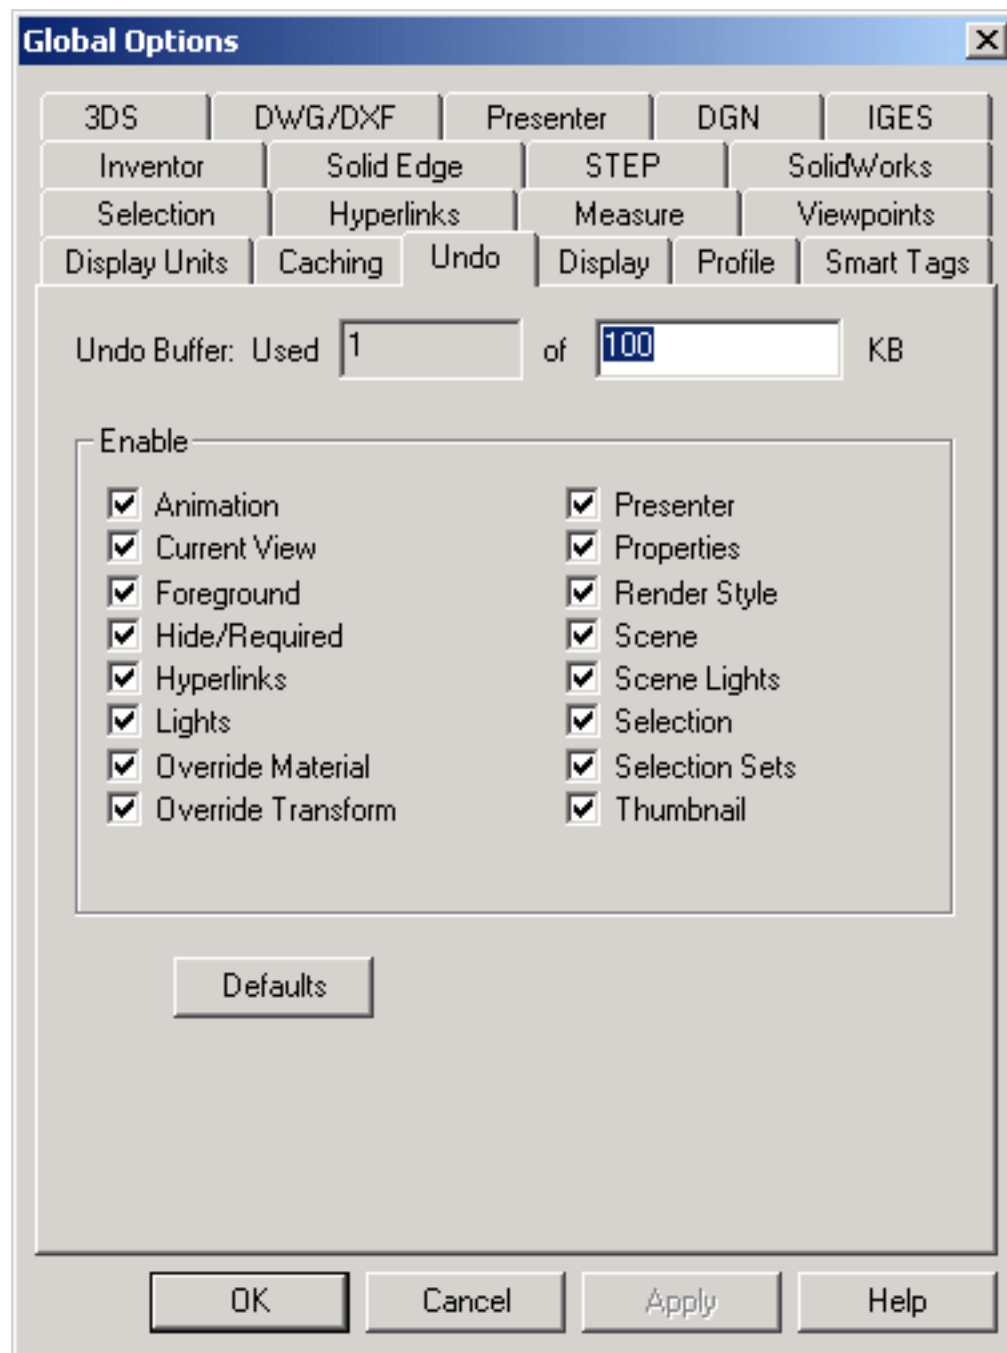 Global Options
3DS DWG/DXF Presenter DGN IGES
Inventor Solid Edge STEP SolidWorks
Selection Hyperlinks Measure Viewpoints
Display Units Caching Undo Display Profile Smart Tags
Undo Buffer: Used 1 of 100 KB
Enable
Animation Presenter
Current View Properties
Foreground Render Style
Hide/Required Scene
Hyperlinks Scene Lights
Lights Selection
Override Material Selection Sets
Override Transform Thumbnail
Defaults
OK Cancel Apply Help